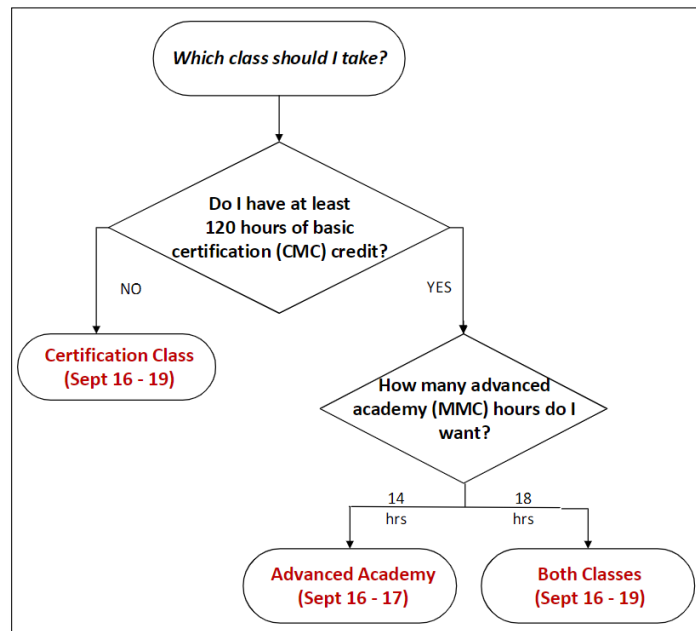 Which class should I take?
Do I have at least
120 hours of basic
certification (CMC) credit?
NO
YES
Certification Class
(Sept 16 - 19)
How many advanced
academy (MMC) hours do I
want?
14
hrs
18
hrs
Advanced Academy
(Sept 16 - 17)
Both Classes
(Sept 16 - 19)